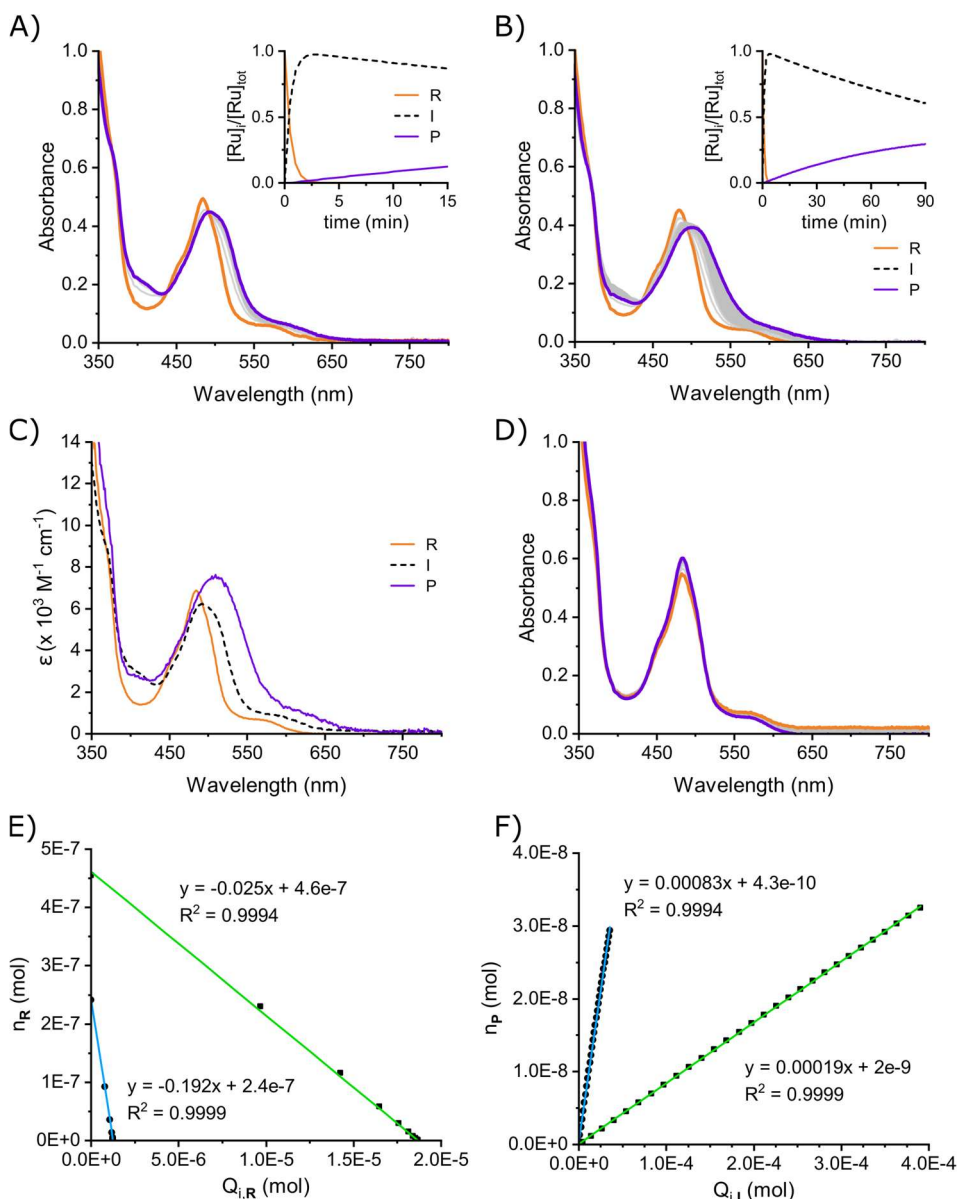 A)
1.0
0.8
0.6
0.4
0.2
0.0
Absorbance
350 450 550 650 750
Wavelength (nm)
1.0
0.5
0.0
[Ru]i/[Ru]tot
0 5 10 15
time (min)
R
I
P
B)
1.0
0.8
0.6
0.4
0.2
0.0
Absorbance
350 450 550 650 750
Wavelength (nm)
1.0
0.5
0.0
[Ru]i/[Ru]tot
0 30 60 90
time (min)
R
I
P
C)
14
12
10
8
6
4
2
0
ε (x 10³ M⁻¹ cm⁻¹)
350 450 550 650 750
Wavelength (nm)
R
I
P
D)
1.0
0.8
0.6
0.4
0.2
0.0
Absorbance
350 450 550 650 750
Wavelength (nm)
E)
5E-7
4E-7
3E-7
2E-7
1E-7
0E+0
nR (mol)
y = -0.025x + 4.6e-7
R² = 0.9994
y = -0.192x + 2.4e-7
R² = 0.9999
0.0E+0 5.0E-6 1.0E-5 1.5E-5 2.0E-5
Qi,R (mol)
F)
4.0E-8
3.0E-8
2.0E-8
1.0E-8
0.0E+0
nP (mol)
y = 0.00083x + 4.3e-10
R² = 0.9994
y = 0.00019x + 2e-9
R² = 0.9999
0.0E+0 1.0E-4 2.0E-4 3.0E-4 4.0E-4
Qi,I (mol)